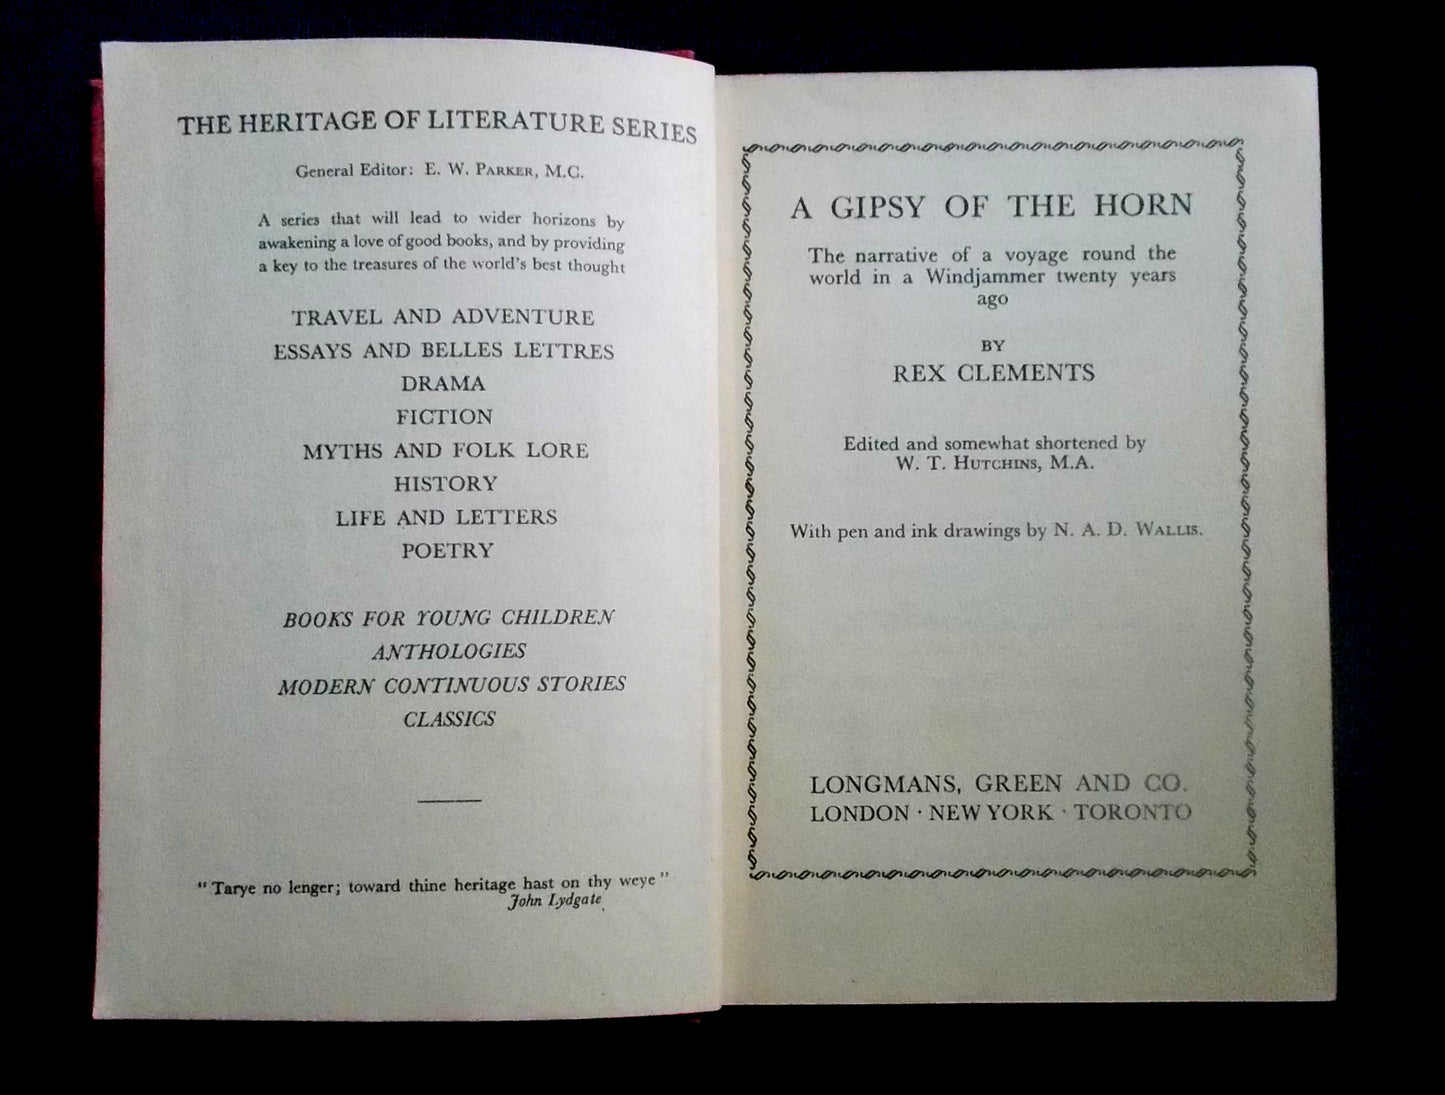 THE HERITAGE OF LITERATURE SERIES
General Editor: E. W. PARKER, M.C.
A series that will lead to wider horizons by
awakening a love of good books, and by providing
a key to the treasures of the world's best thought
TRAVEL AND ADVENTURE
ESSAYS AND BELLES LETTRES
DRAMA
FICTION
MYTHS AND FOLK LORE
HISTORY
LIFE AND LETTERS
POETRY
BOOKS FOR YOUNG CHILDREN
ANTHOLOGIES
MODERN CONTINUOUS STORIES
CLASSICS
"Tarye no lenger; toward thine heritage hast on thy weye"
John Lydgate
A GIPSY OF THE HORN
The narrative of a voyage round the
world in a Windjammer twenty years
ago
BY
REX CLEMENTS
Edited and somewhat shortened by
W. T. HUTCHINS, M.A.
With pen and ink drawings by N. A. D. WALLIS.
LONGMANS, GREEN AND CO.
LONDON · NEW YORK · TORONTO